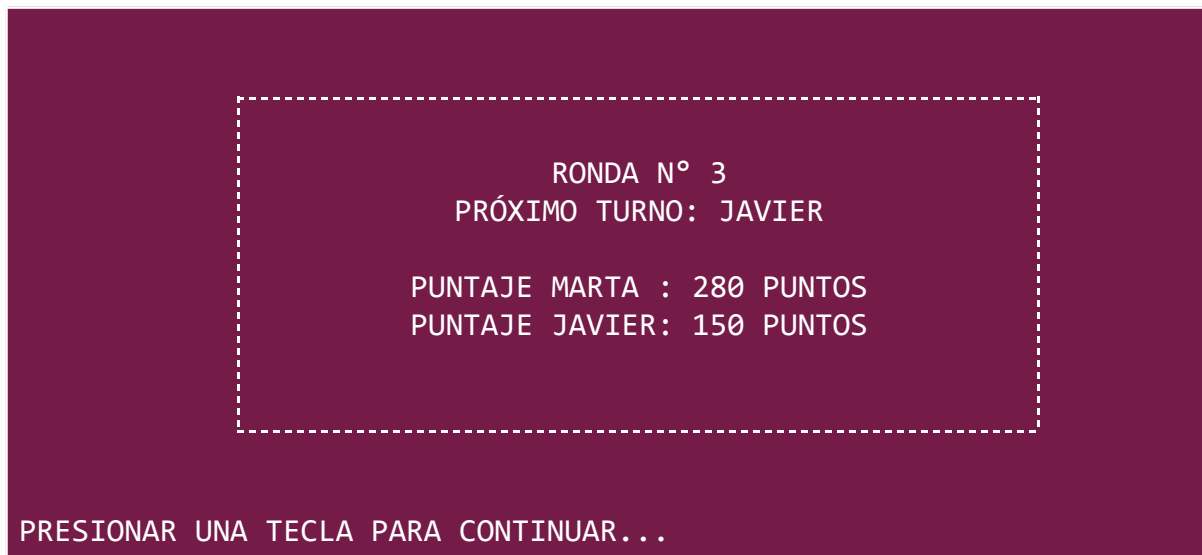 RONDA N° 3
PRÓXIMO TURNO: JAVIER
PUNTAJE MARTA : 280 PUNTOS
PUNTAJE JAVIER: 150 PUNTOS
PRESIONAR UNA TECLA PARA CONTINUAR...